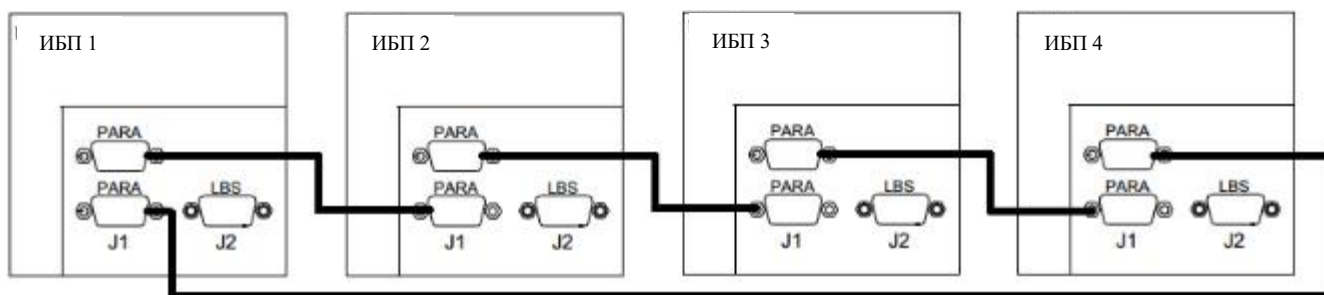 ИБП 1
ИБП 2
ИБП 3
ИБП 4
PARA
PARA
PARA
PARA
PARA LBS
PARA LBS
PARA LBS
PARA LBS
J1 J2
J1 J2
J1 J2
J1 J2